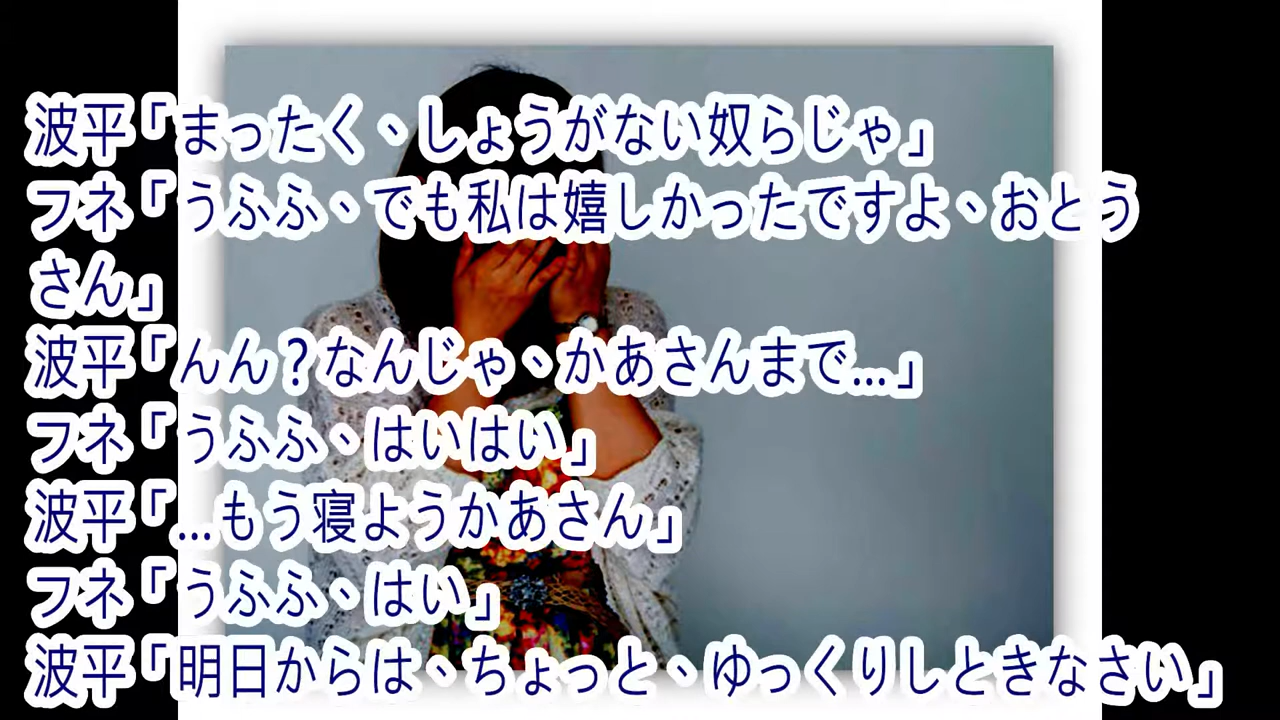 波平「まったく、しょうがない奴らじゃ」
フネ「うふふ、でも私は嬉しかったですよ、おとう
さん」
波平「んん？なんじゃ、かあさんまで...」
フネ「うふふ、はいはい」
波平「...もう寝ようかあさん」
フネ「うふふ、はい」
波平「明日からは、ちょっと、ゆっくりしときなさい」